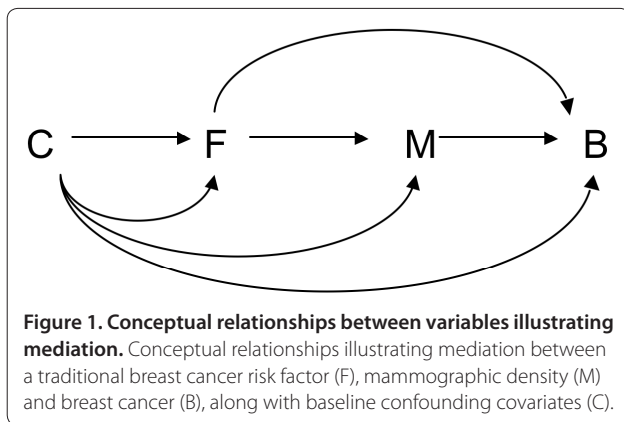 C F M B
Figure 1. Conceptual relationships between variables illustrating
mediation. Conceptual relationships illustrating mediation between
a traditional breast cancer risk factor (F), mammographic density (M)
and breast cancer (B), along with baseline confounding covariates (C).